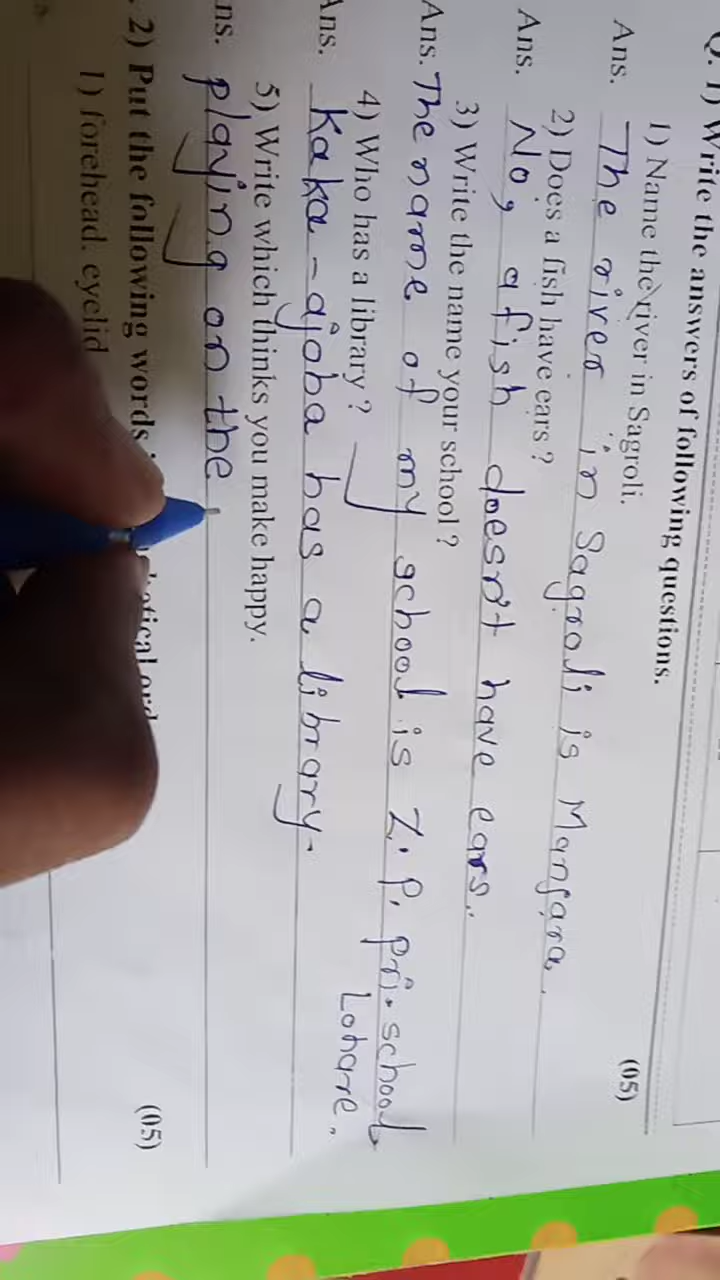 Q. 1) Write the answers of following questions. (05)
1) Name the river in Sagroli.
Ans. The river in Sagroli is Manjara.
2) Does a fish have ears ?
Ans. No, a fish doesn't have ears.
3) Write the name your school ?
Ans. The name of my school is Z. P. pri. school
Lohare.
4) Who has a library ?
Ans. Kaka - ajoba has a library.
5) Write which thinks you make happy.
ns. playing on the
2) Put the following words (05)
1) forehead, eyelid